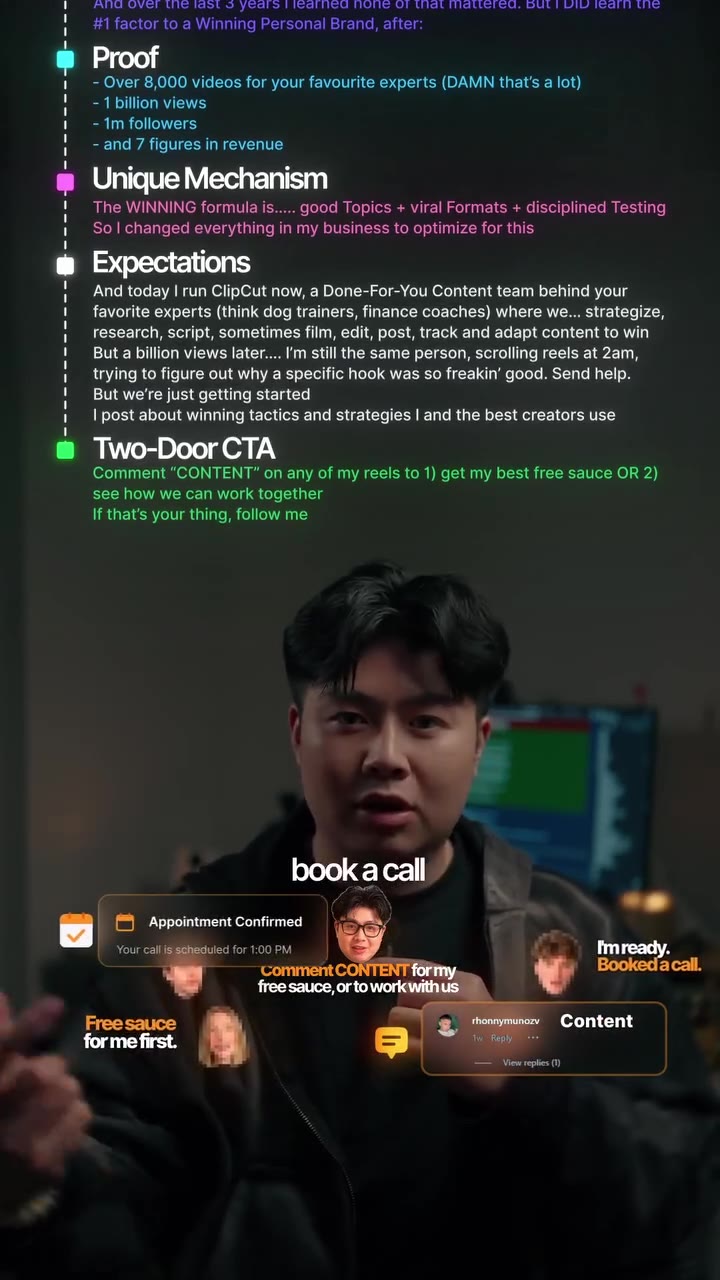 And over the last 3 years I learned none of that mattered. But I DID learn the
#1 factor to a Winning Personal Brand, after:
Proof
- Over 8,000 videos for your favourite experts (DAMN that's a lot)
- 1 billion views
- 1m followers
- and 7 figures in revenue
Unique Mechanism
The WINNING formula is..... good Topics + viral Formats + disciplined Testing
So I changed everything in my business to optimize for this
Expectations
And today I run ClipCut now, a Done-For-You Content team behind your
favorite experts (think dog trainers, finance coaches) where we... strategize,
research, script, sometimes film, edit, post, track and adapt content to win
But a billion views later.... I'm still the same person, scrolling reels at 2am,
trying to figure out why a specific hook was so freakin' good. Send help.
But we're just getting started
I post about winning tactics and strategies I and the best creators use
Two-Door CTA
Comment "CONTENT" on any of my reels to 1) get my best free sauce OR 2)
see how we can work together
If that's your thing, follow me
book a call
Appointment Confirmed
Your call is scheduled for 1:00 PM
Comment CONTENT for my
free sauce, or to work with us
I'm ready.
Booked a call.
Free sauce
for me first.
rhonnymunozv Content
1w Reply ...
View replies (1)